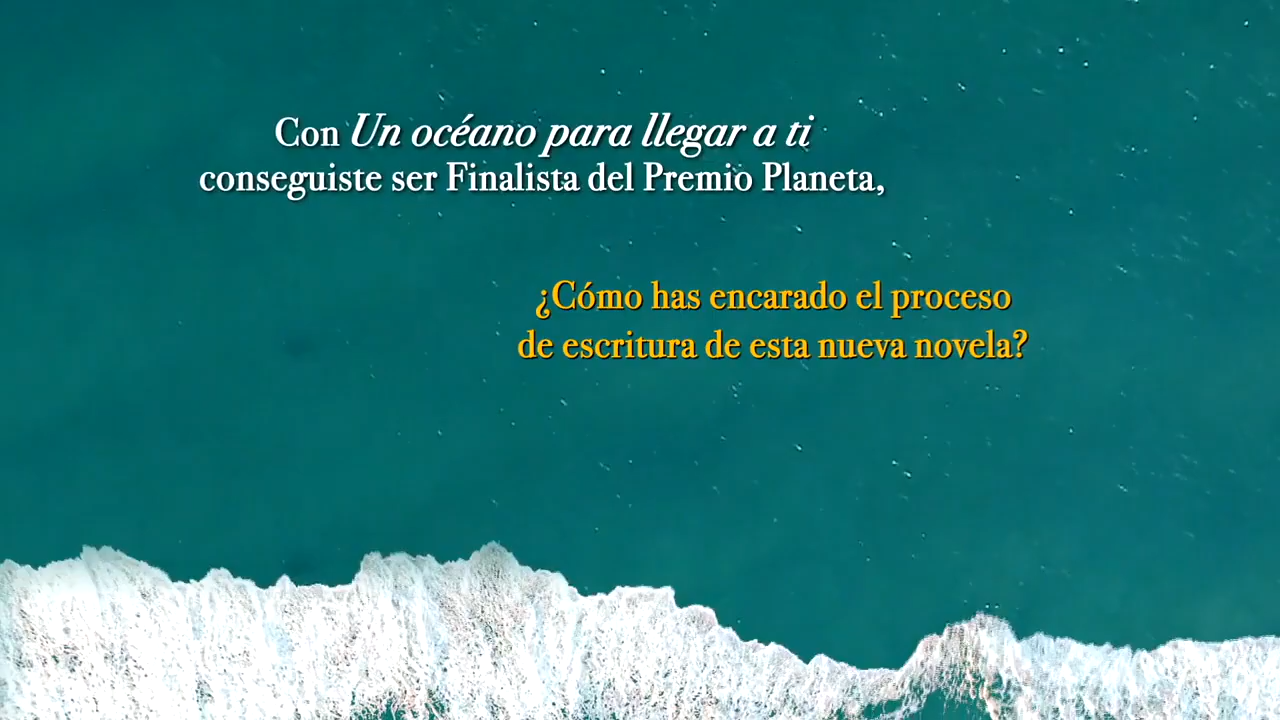 Con Un océano para llegar a ti
conseguiste ser Finalista del Premio Planeta,
¿Cómo has encarado el proceso
de escritura de esta nueva novela?